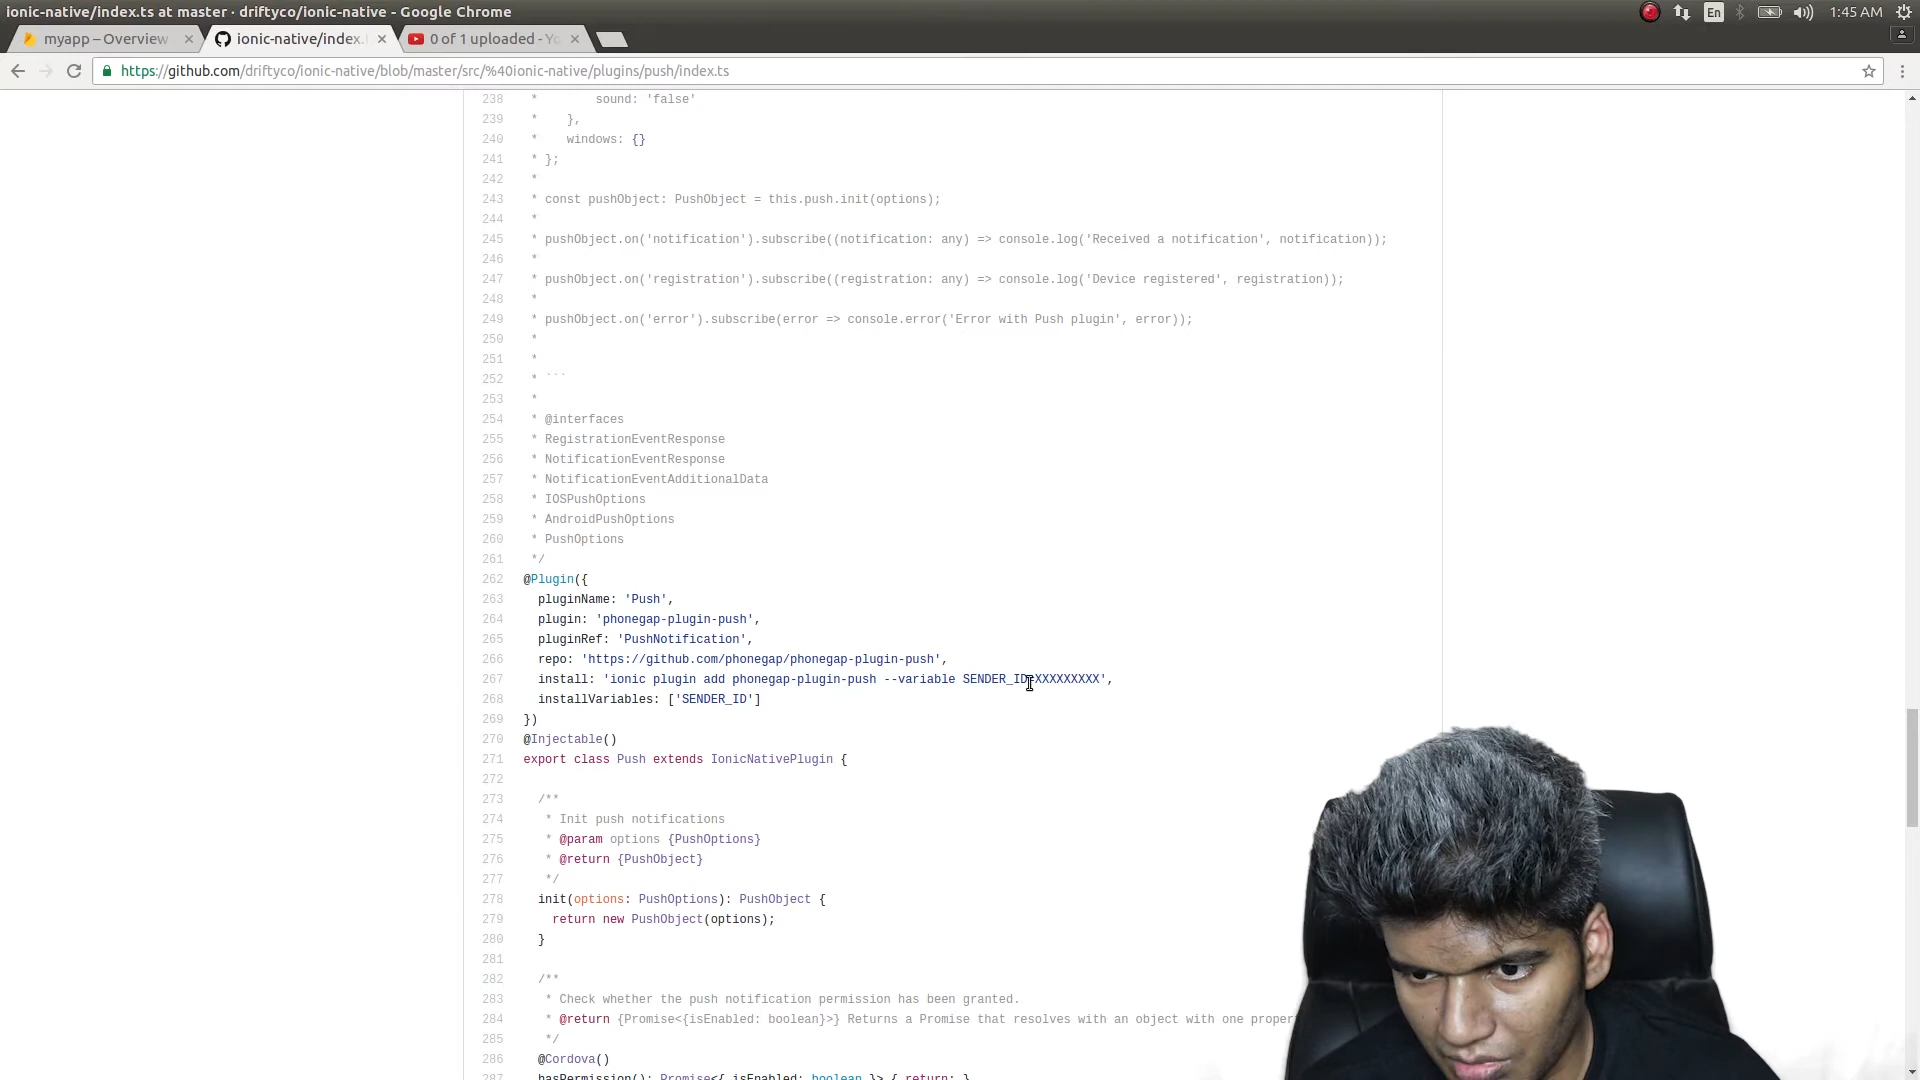 ionic-native/index.ts at master · driftyco/ionic-native - Google Chrome
En
1:45 AM
myapp – Overview
ionic-native/index.
0 of 1 uploaded - Yo
https://github.com/driftyco/ionic-native/blob/master/src/%40ionic-native/plugins/push/index.ts
238 * sound: 'false'
239 * },
240 * windows: {}
241 * };
242 *
243 * const pushObject: PushObject = this.push.init(options);
244 *
245 * pushObject.on('notification').subscribe((notification: any) => console.log('Received a notification', notification));
246 *
247 * pushObject.on('registration').subscribe((registration: any) => console.log('Device registered', registration));
248 *
249 * pushObject.on('error').subscribe(error => console.error('Error with Push plugin', error));
250 *
251 *
252 * ```
253 *
254 * @interfaces
255 * RegistrationEventResponse
256 * NotificationEventResponse
257 * NotificationEventAdditionalData
258 * IOSPushOptions
259 * AndroidPushOptions
260 * PushOptions
261 */
262 @Plugin({
263 pluginName: 'Push',
264 plugin: 'phonegap-plugin-push',
265 pluginRef: 'PushNotification',
266 repo: 'https://github.com/phonegap/phonegap-plugin-push',
267 install: 'ionic plugin add phonegap-plugin-push --variable SENDER_ID=XXXXXXXXX',
268 installVariables: ['SENDER_ID']
269 })
270 @Injectable()
271 export class Push extends IonicNativePlugin {
272
273 /**
274 * Init push notifications
275 * @param options {PushOptions}
276 * @return {PushObject}
277 */
278 init(options: PushOptions): PushObject {
279 return new PushObject(options);
280 }
281
282 /**
283 * Check whether the push notification permission has been granted.
284 * @return {Promise<{isEnabled: boolean}>} Returns a Promise that resolves with an object with one proper
285 */
286 @Cordova()
287 hasPermission(): Promise<{ isEnabled: boolean }> { return; }